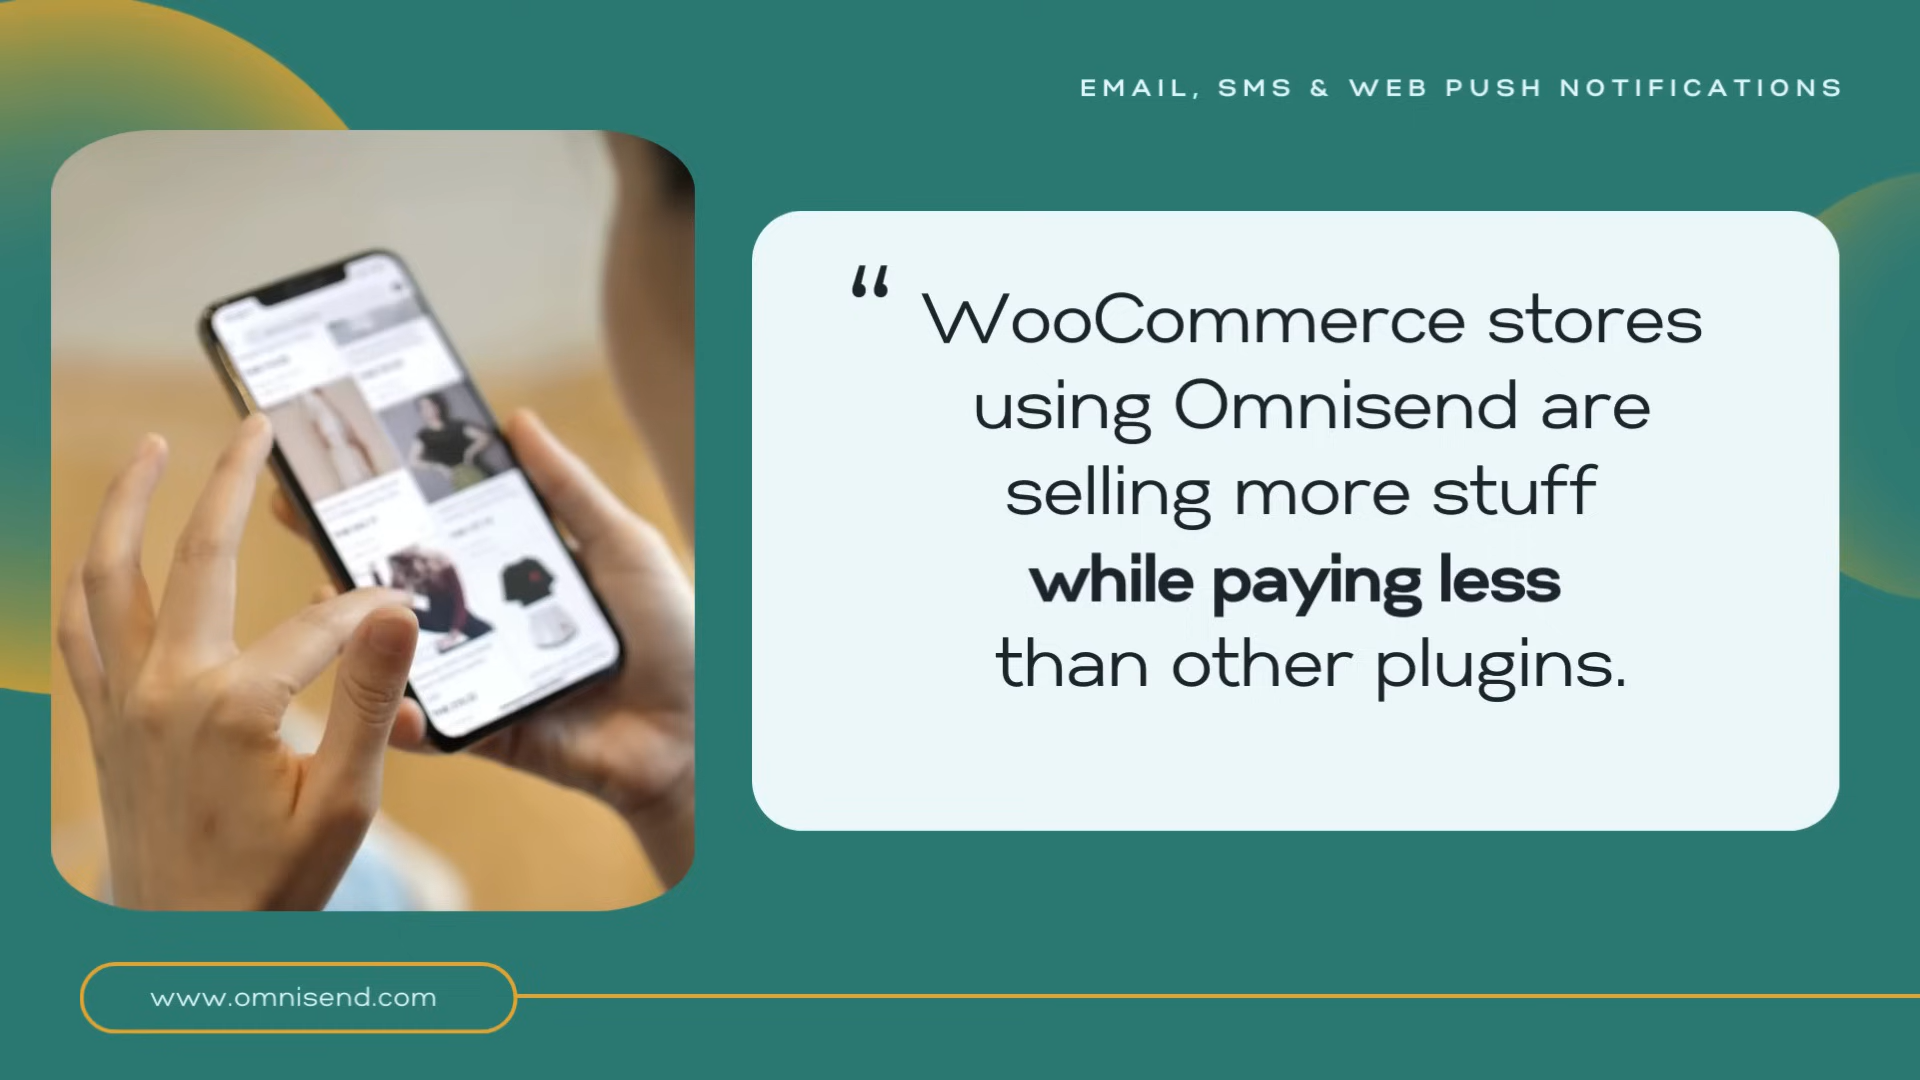 EMAIL, SMS & WEB PUSH NOTIFICATIONS
“ WooCommerce stores
using Omnisend are
selling more stuff
while paying less
than other plugins.
www.omnisend.com